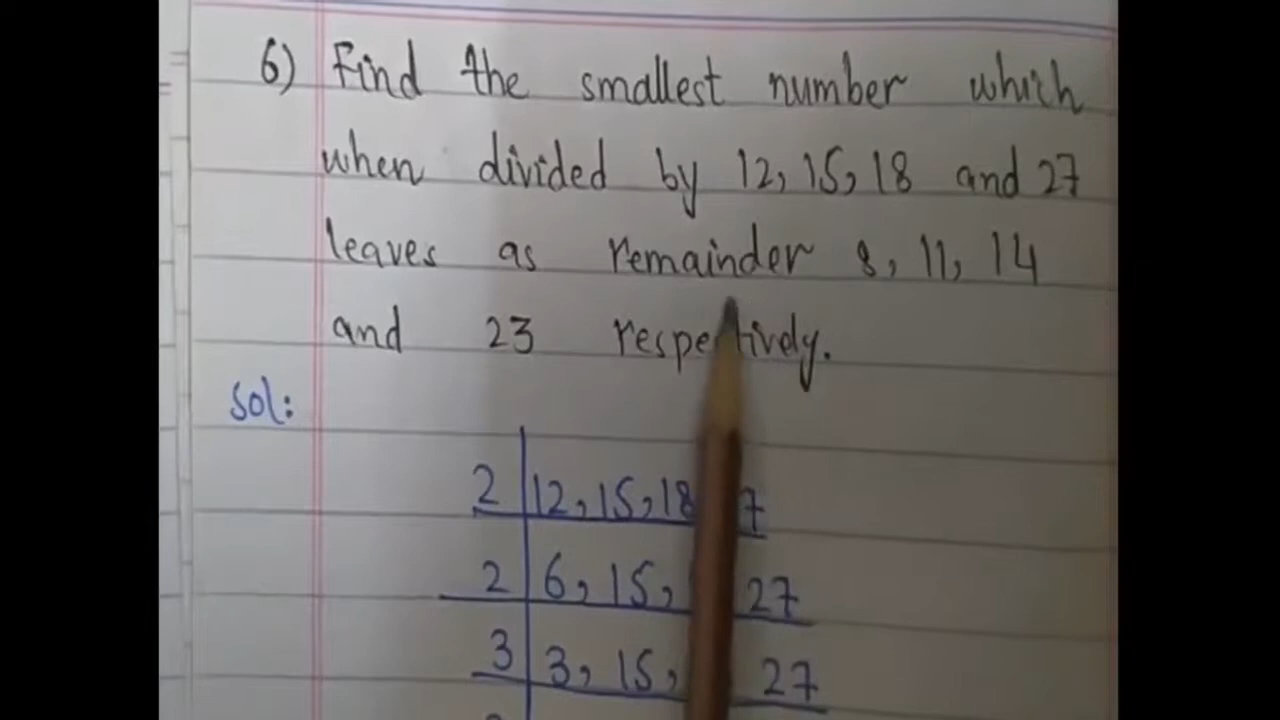 6) Find the smallest number which
when divided by 12, 15, 18 and 27
leaves as remainder 8, 11, 14
and 23 respectively.
Sol:
2 12, 15, 18 7
2 6, 15, 27
3 3, 15, 27